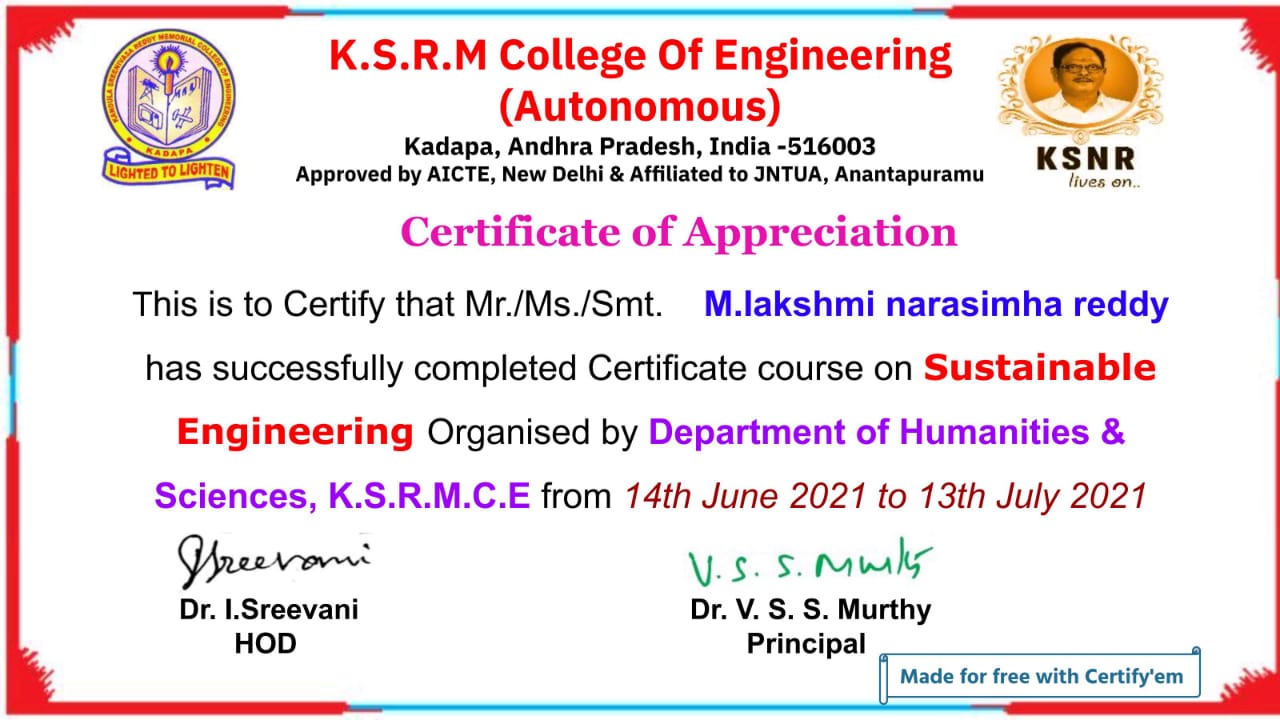 K.S.R.M College Of Engineering
(Autonomous)
Kadapa, Andhra Pradesh, India -516003
Approved by AICTE, New Delhi & Affiliated to JNTUA, Anantapuramu
KANDULA SREENIVASA REDDY MEMORIAL COLLEGE OF ENGINEERING
KADAPA
LIGHTED TO LIGHTEN
KSNR
lives on..
Certificate of Appreciation
This is to Certify that Mr./Ms./Smt. M.lakshmi narasimha reddy
has successfully completed Certificate course on Sustainable
Engineering Organised by Department of Humanities &
Sciences, K.S.R.M.C.E from 14th June 2021 to 13th July 2021
V. S. S. Murthy
Dr. I.Sreevani
HOD
Dr. V. S. S. Murthy
Principal
Made for free with Certify'em